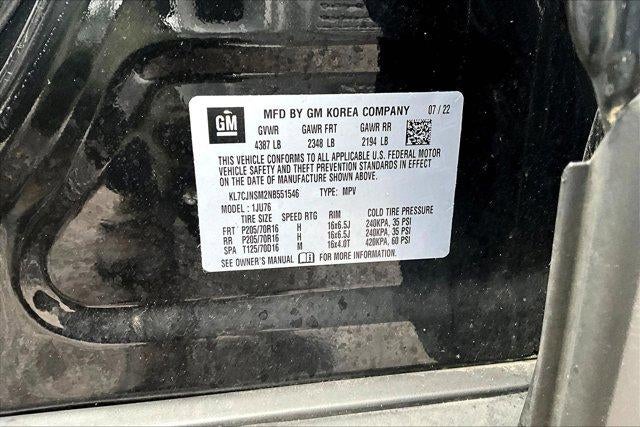 GM MFD BY GM KOREA COMPANY 07/22
GVWR GAWR FRT GAWR RR
4387 LB 2348 LB 2194 LB
THIS VEHICLE CONFORMS TO ALL APPLICABLE U.S. FEDERAL MOTOR
VEHICLE SAFETY AND THEFT PREVENTION STANDARDS IN EFFECT
ON THE DATE OF MANUFACTURE SHOWN ABOVE.
KL7CJNSM2NB551546 TYPE: MPV
MODEL: 1JU76
TIRE SIZE SPEED RTG RIM COLD TIRE PRESSURE
FRT P205/70R16 H 16x6.5J 240KPA, 35 PSI
RR P205/70R16 H 16x6.5J 240KPA, 35 PSI
SPA T125/70D16 M 16x4.0T 420KPA, 60 PSI
SEE OWNER'S MANUAL FOR MORE INFORMATION.